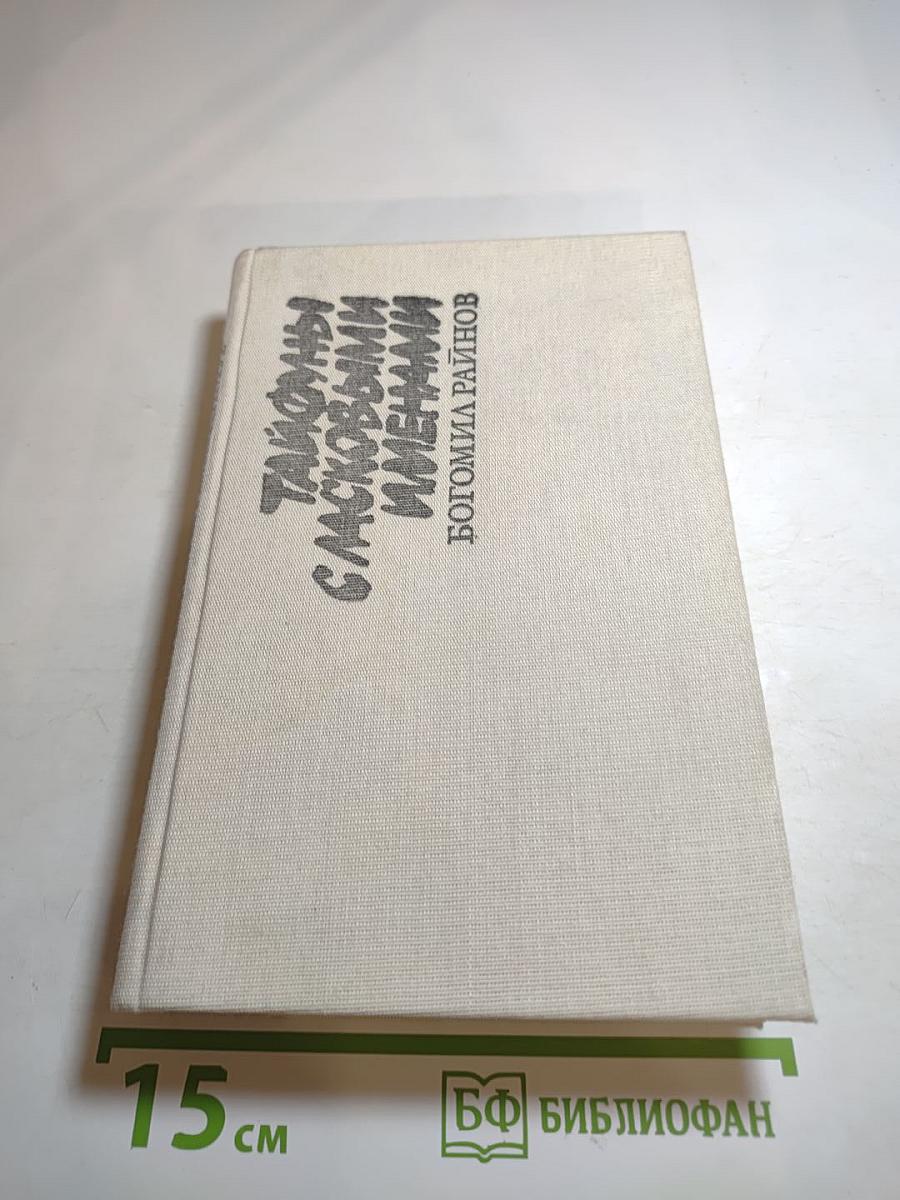 ТАЙФУНЫ
С ЛАСКОВЫМИ
ИМЕНАМИ
БОГОМИЛ РАЙНОВ
15 см
БФ БИБЛИОФАН